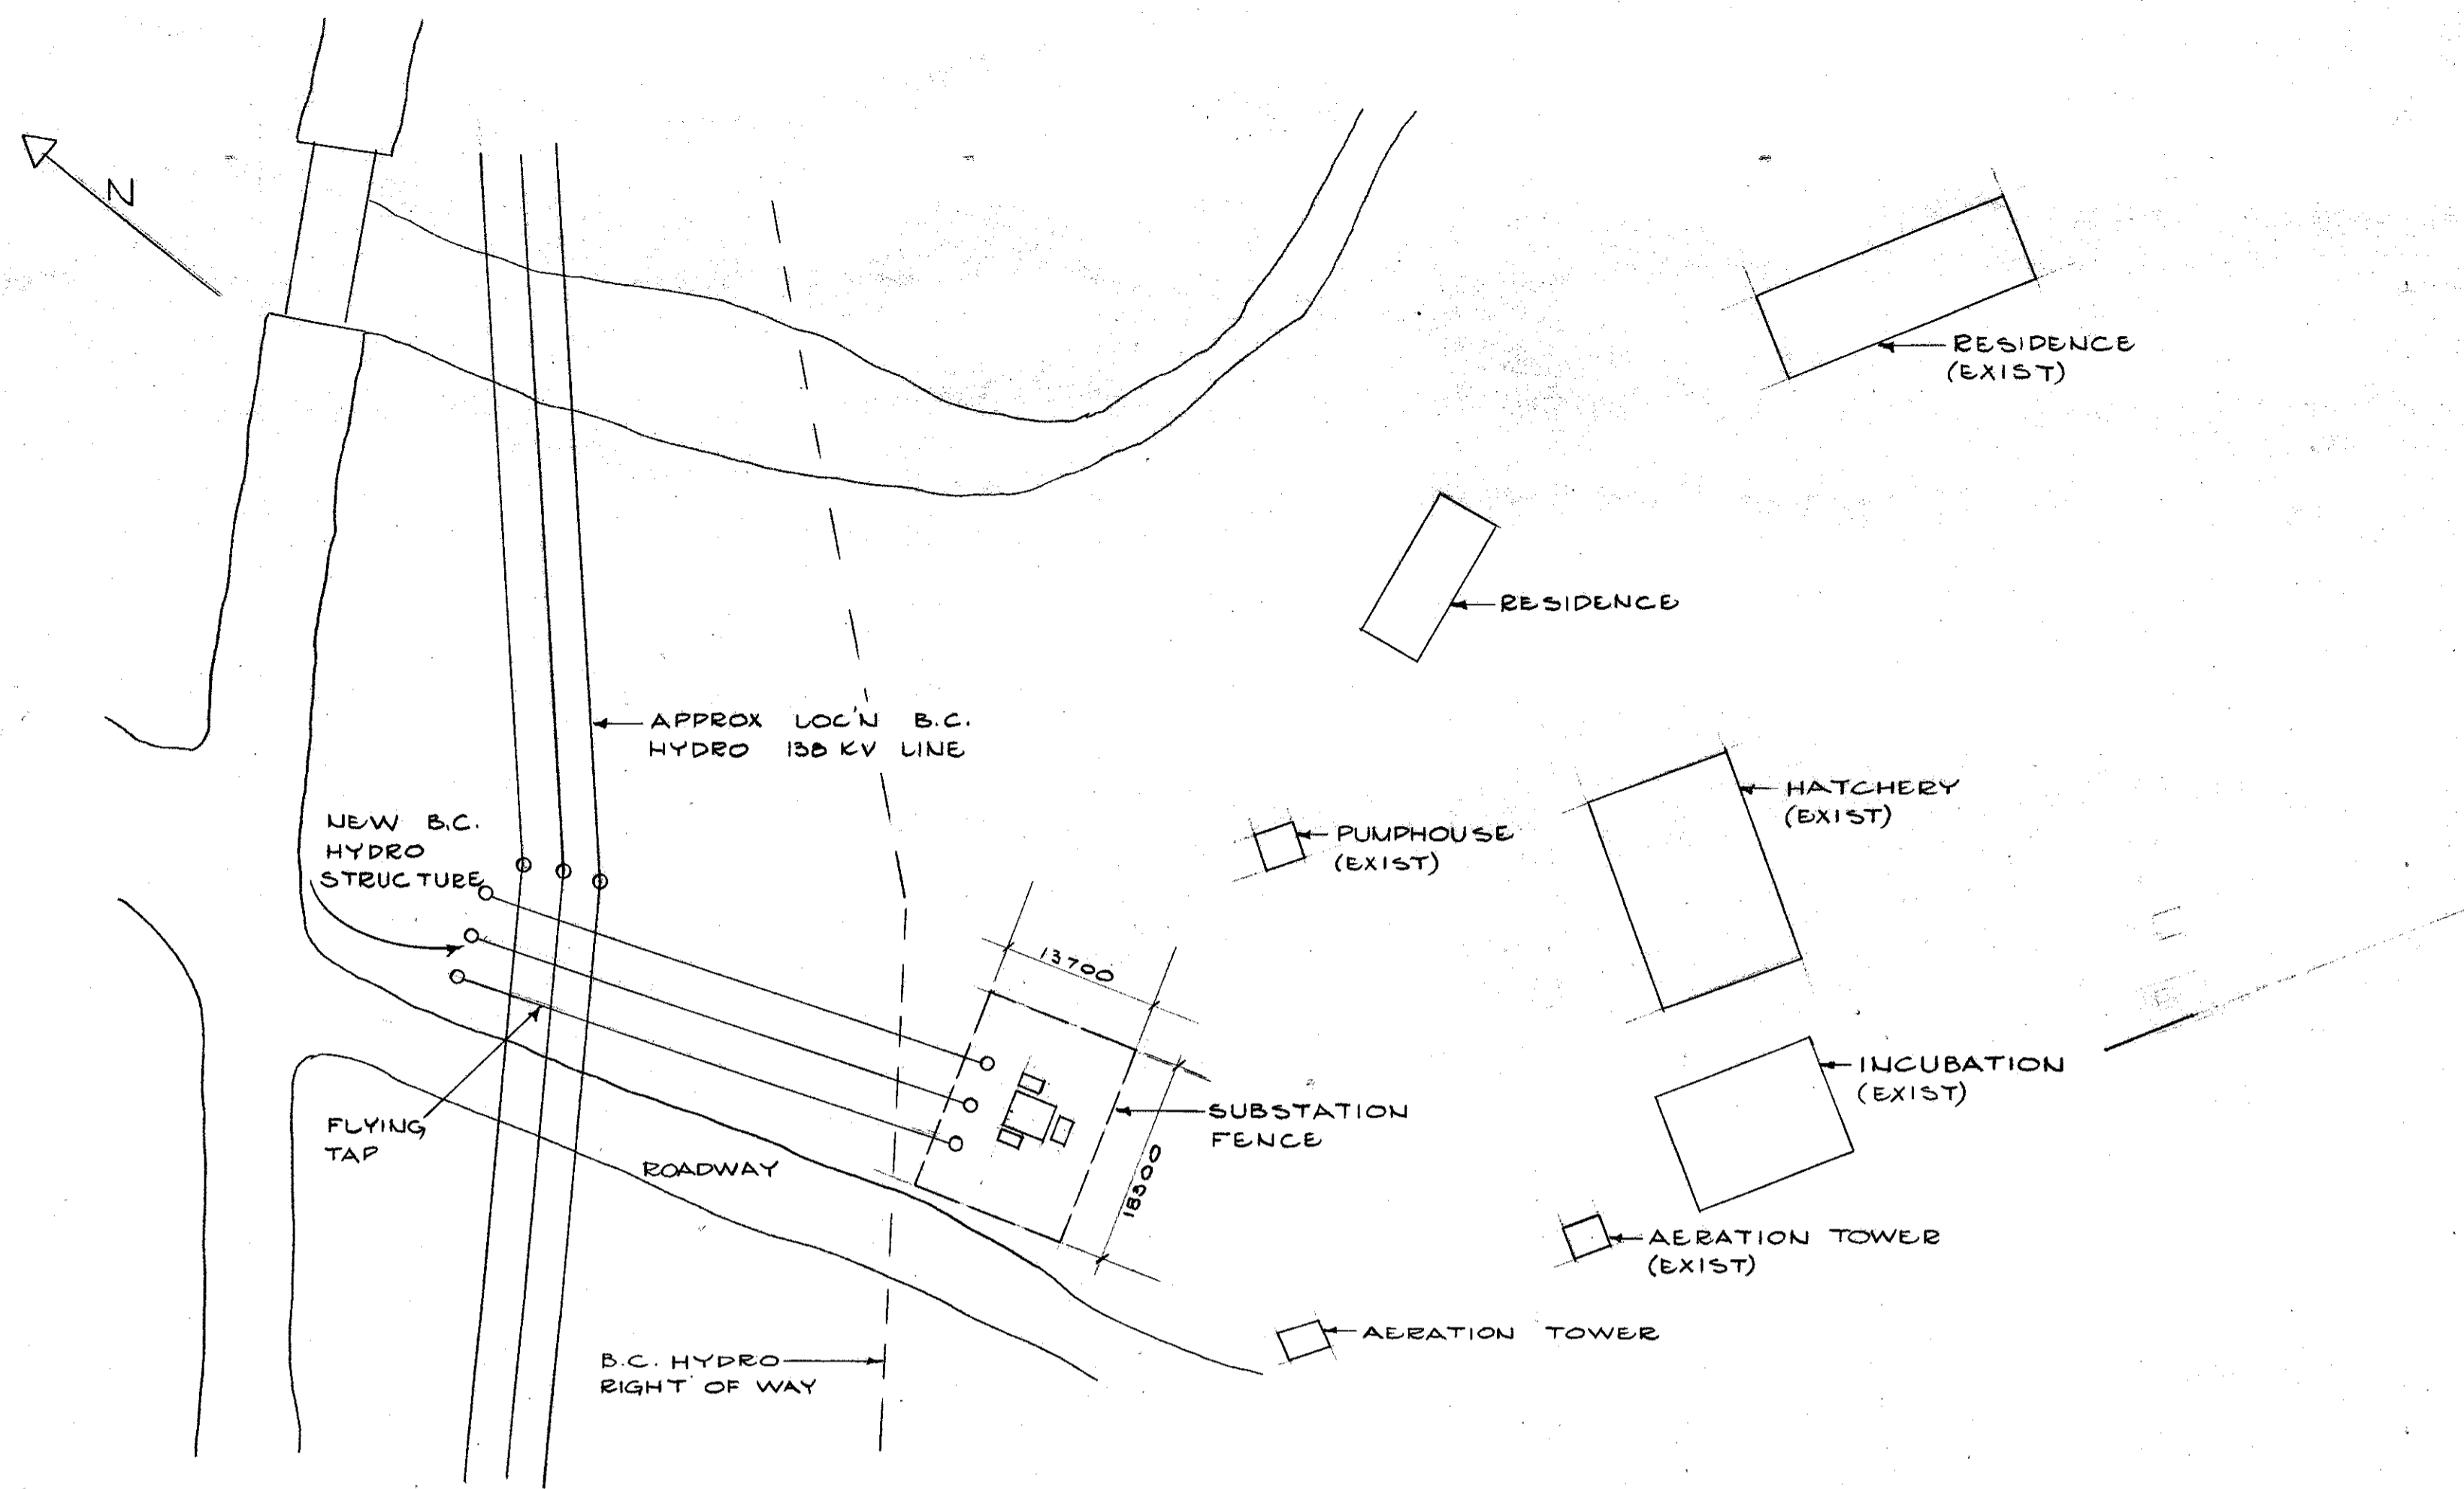 N
RESIDENCE
(EXIST)
RESIDENCE
APPROX LOC'N B.C.
HYDRO 138 KV LINE
HATCHERY
(EXIST)
NEW B.C.
HYDRO
STRUCTURE
PUMPHOUSE
(EXIST)
13700
INCUBATION
(EXIST)
SUBSTATION
FENCE
18300
FLYING
TAP
ROADWAY
AERATION TOWER
(EXIST)
AERATION TOWER
B.C. HYDRO
RIGHT OF WAY